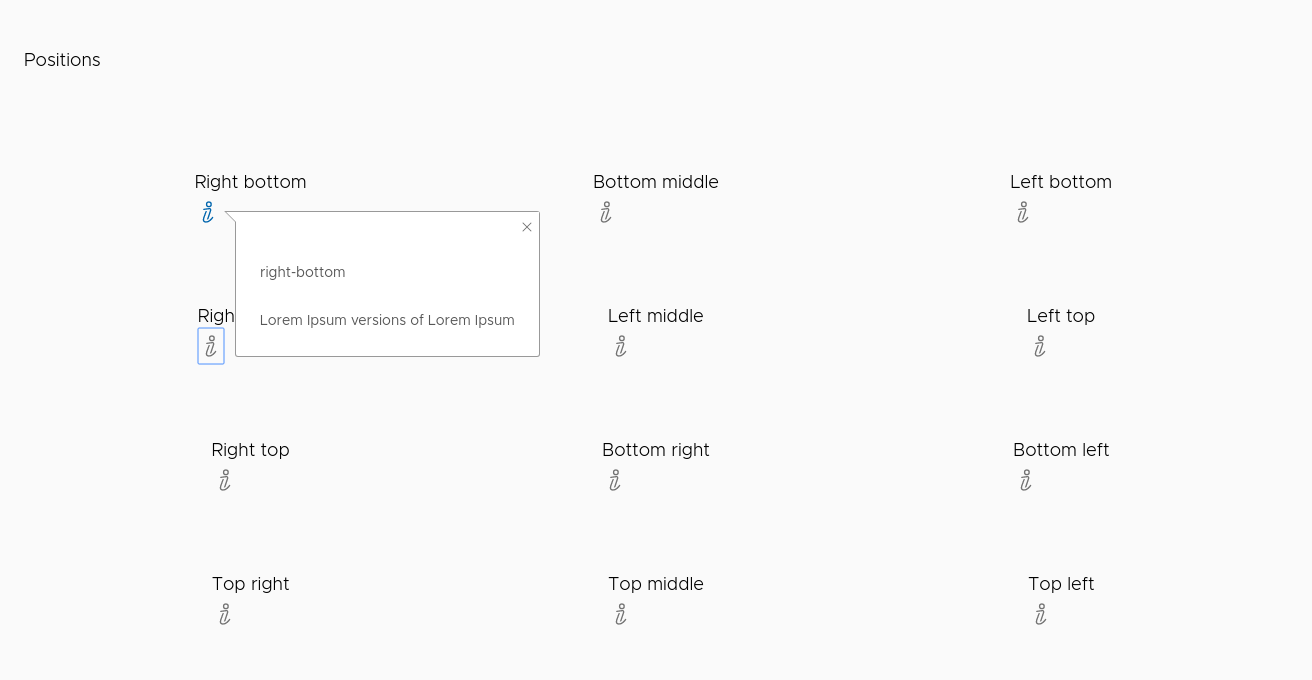 Positions
Right bottom
Bottom middle
Left bottom
right-bottom
Lorem Ipsum versions of Lorem Ipsum
Righ
Left middle
Left top
Right top
Bottom right
Bottom left
Top right
Top middle
Top left